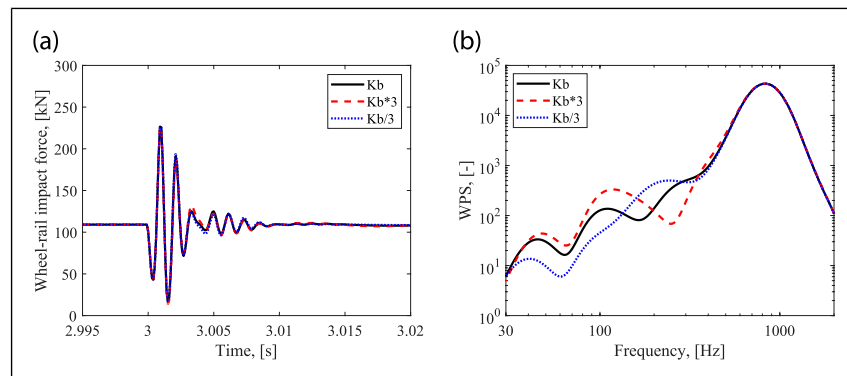 (a)
300
250
200
150
100
50
0
Wheel-rail impact force, [kN]
Kb
Kb*3
Kb/3
2.995 3 3.005 3.01 3.015 3.02
Time, [s]
(b)
10^5
10^4
10^3
10^2
10^1
10^0
WPS, [-]
Kb
Kb*3
Kb/3
30 100 1000
Frequency, [Hz]